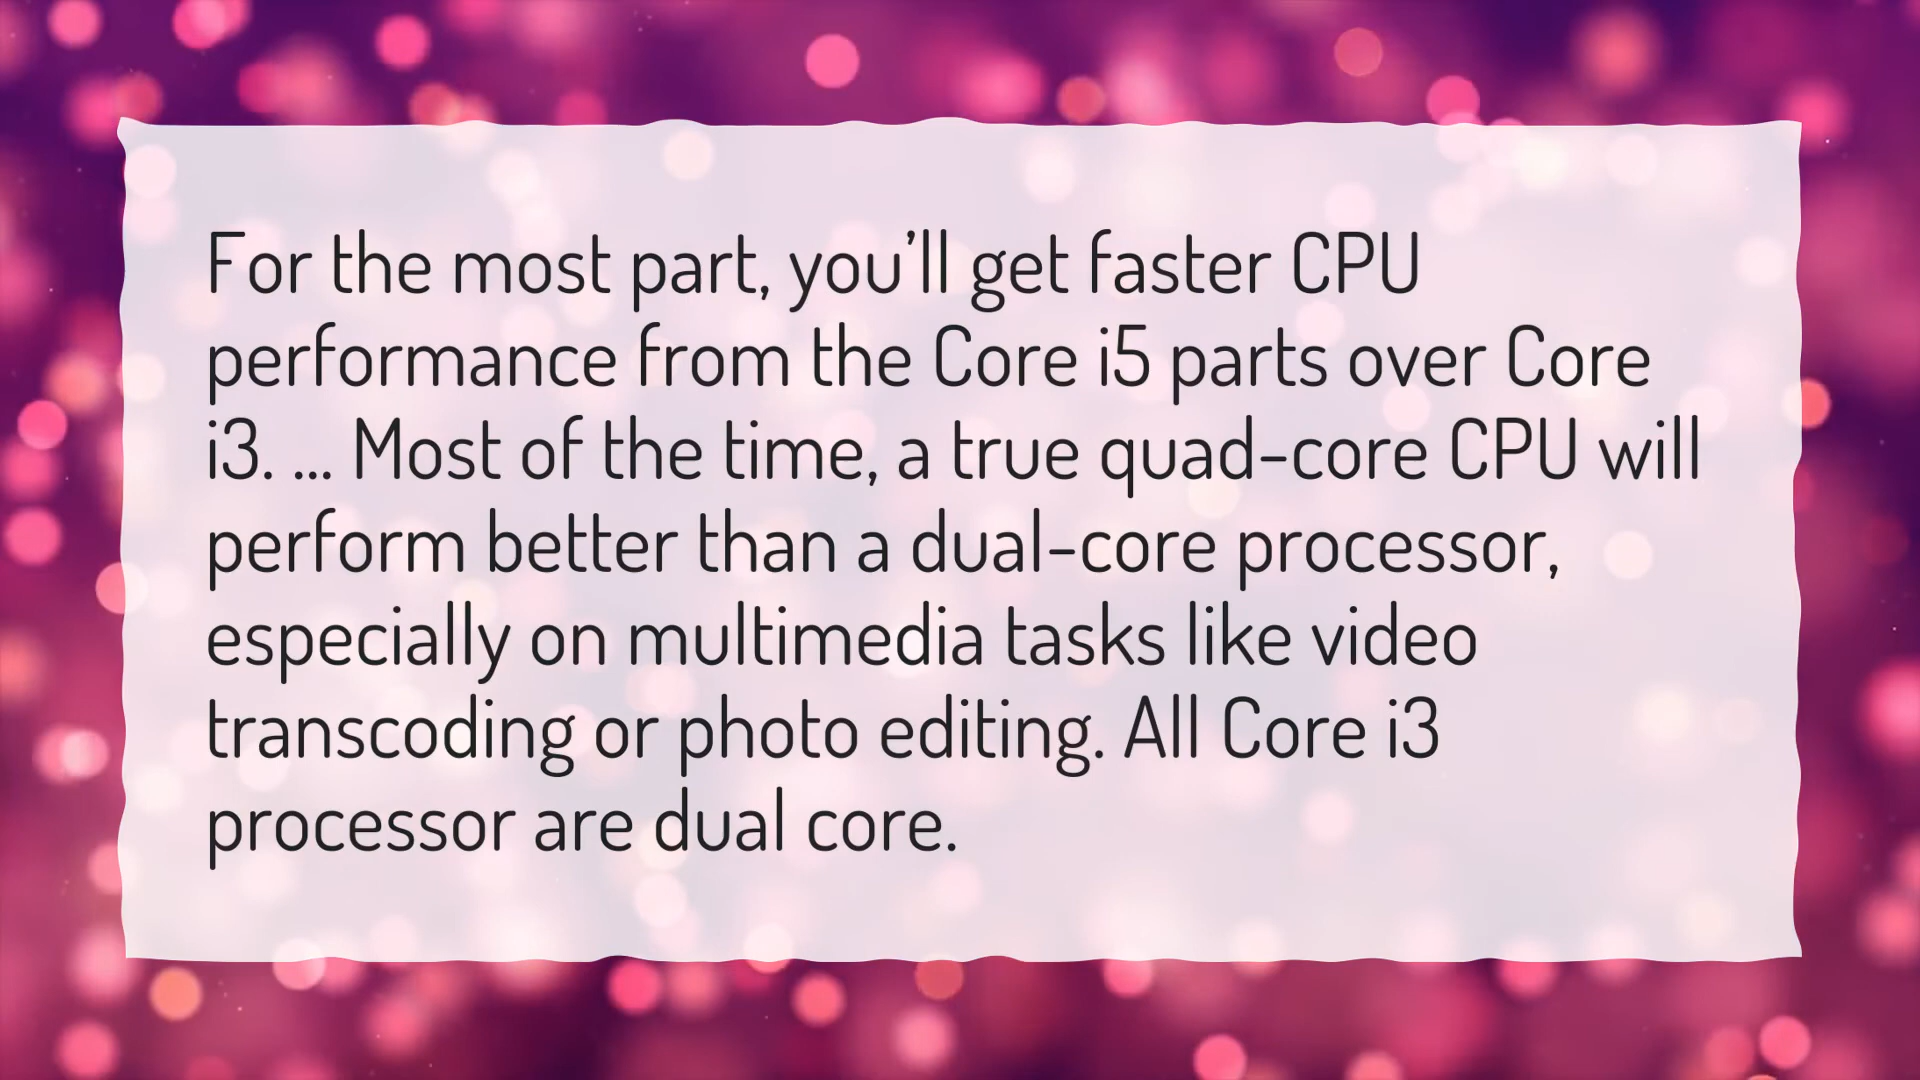 For the most part, you’ll get faster CPU
performance from the Core i5 parts over Core
i3. ... Most of the time, a true quad-core CPU will
perform better than a dual-core processor,
especially on multimedia tasks like video
transcoding or photo editing. All Core i3
processor are dual core.